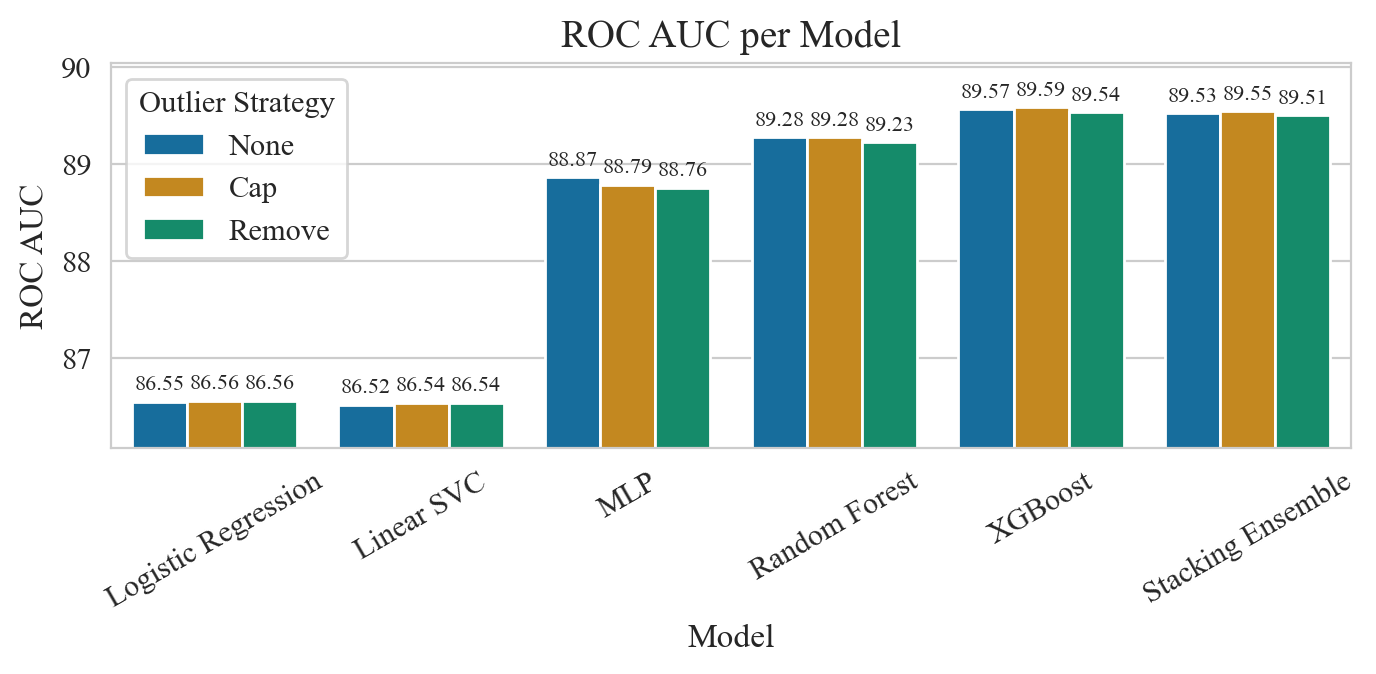 ROC AUC per Model
ROC AUC
90
89
88
87
Outlier Strategy
None
Cap
Remove
86.55 86.56 86.56
86.52 86.54 86.54
88.87 88.79 88.76
89.28 89.28 89.23
89.57 89.59 89.54
89.53 89.55 89.51
Logistic Regression
Linear SVC
MLP
Random Forest
XGBoost
Stacking Ensemble
Model